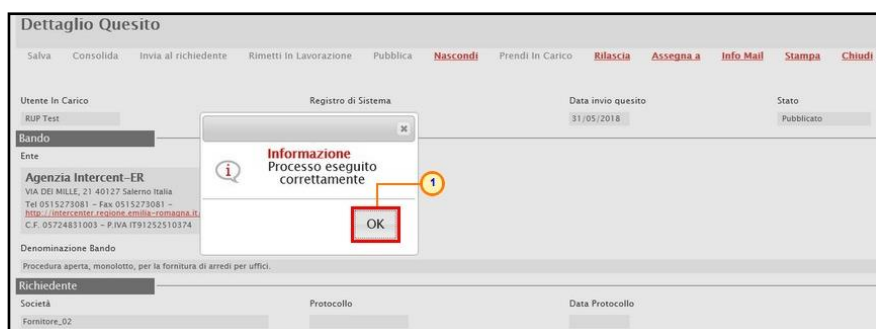 Dettaglio Quesito
Salva Consolida Invia al richiedente Rimetti In Lavorazione Pubblica Nascondi Prendi In Carico Rilascia Assegna a Info Mail Stampa Chiudi
Utente In Carico Registro di Sistema Data invio quesito Stato
RUP Test 31/05/2018 Pubblicato
Bando
Ente
Agenzia Intercent-ER
VIA DEI MILLE, 21 40127 Salerno Italia
Tel 0515273081 - Fax 0515273081 -
http://intercenter.regione.emilia-romagna.it
C.F. 05724831003 - P.IVA IT91252510374
Informazione
Processo eseguito
correttamente
1
OK
Denominazione Bando
Procedura aperta, monolotto, per la fornitura di arredi per uffici.
Richiedente
Società Protocollo Data Protocollo
Fornitore_02